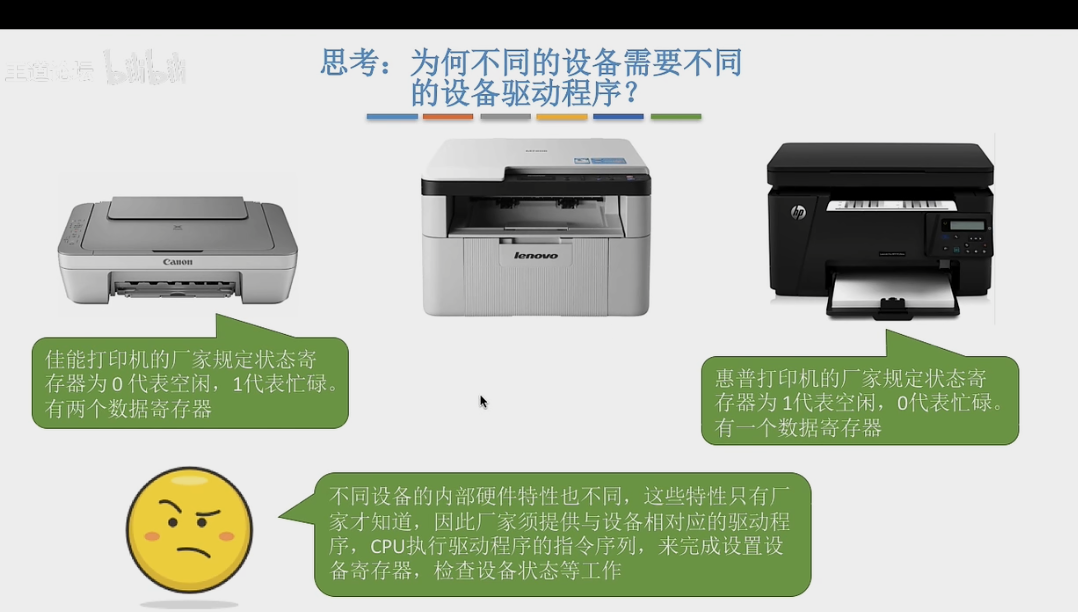 思考：为何不同的设备需要不同
的设备驱动程序？
bilibili
Canon
lenovo
hp
佳能打印机的厂家规定状态寄
存器为 0 代表空闲，1代表忙碌。
有两个数据寄存器
惠普打印机的厂家规定状态寄
存器为 1代表空闲，0代表忙碌。
有一个数据寄存器
不同设备的内部硬件特性也不同，这些特性只有厂
家才知道，因此厂家须提供与设备相对应的驱动程
序，CPU执行驱动程序的指令序列，来完成设置设
备寄存器，检查设备状态等工作